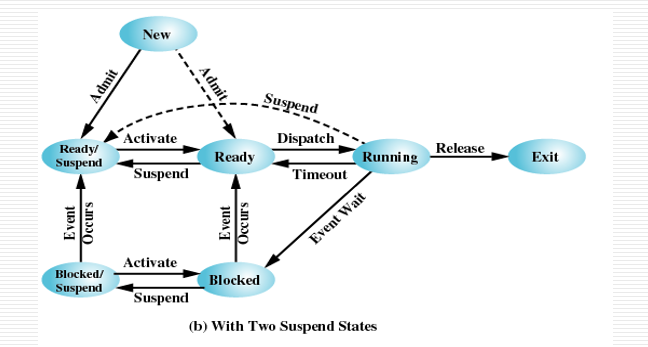 New
Admit
Admit
Suspend
Ready/
Suspend
Activate
Suspend
Ready
Dispatch
Timeout
Running
Release
Exit
Event
Occurs
Event
Occurs
Event Wait
Blocked/
Suspend
Activate
Suspend
Blocked
(b) With Two Suspend States